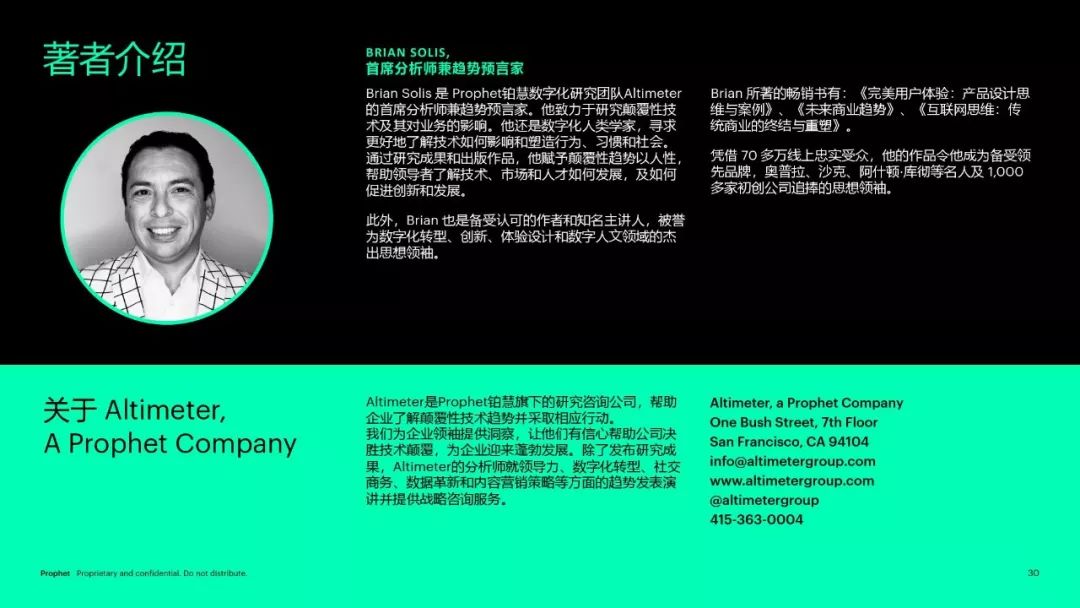 著者介绍
BRIAN SOLIS,
首席分析师兼趋势预言家
Brian Solis 是 Prophet铂慧数字化研究团队Altimeter
的首席分析师兼趋势预言家。他致力于研究颠覆性技
术及其对业务的影响。他还是数字化人类学家，寻求
更好地了解技术如何影响和塑造行为、习惯和社会。
通过研究成果和出版作品，他赋予颠覆性趋势以人性，
帮助领导者了解技术、市场和人才如何发展，及如何
促进创新和发展。
此外，Brian 也是备受认可的作者和知名主讲人，被誉
为数字化转型、创新、体验设计和数字人文领域的杰
出思想领袖。
Brian 所著的畅销书有：《完美用户体验：产品设计思
维与案例》、《未来商业趋势》、《互联网思维：传
统商业的终结与重塑》。
凭借 70 多万线上忠实受众，他的作品令他成为备受领
先品牌，奥普拉、沙克、阿什顿·库彻等名人及 1,000
多家初创公司追捧的思想领袖。
关于 Altimeter,
A Prophet Company
Altimeter是Prophet铂慧旗下的研究咨询公司，帮助
企业了解颠覆性技术趋势并采取相应行动。
我们为企业领袖提供洞察，让他们有信心帮助公司决
胜技术颠覆，为企业迎来蓬勃发展。除了发布研究成
果，Altimeter的分析师就领导力、数字化转型、社交
商务、数据革新和内容营销策略等方面的趋势发表演
讲并提供战略咨询服务。
Altimeter, a Prophet Company
One Bush Street, 7th Floor
San Francisco, CA 94104
info@altimetergroup.com
www.altimetergroup.com
@altimetergroup
415-363-0004
Prophet Proprietary and confidential. Do not distribute.
30